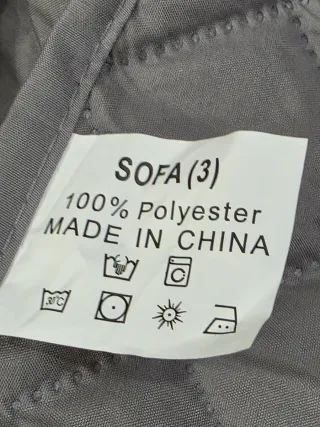 SOFA (3)
100% Polyester
MADE IN CHINA
30°C